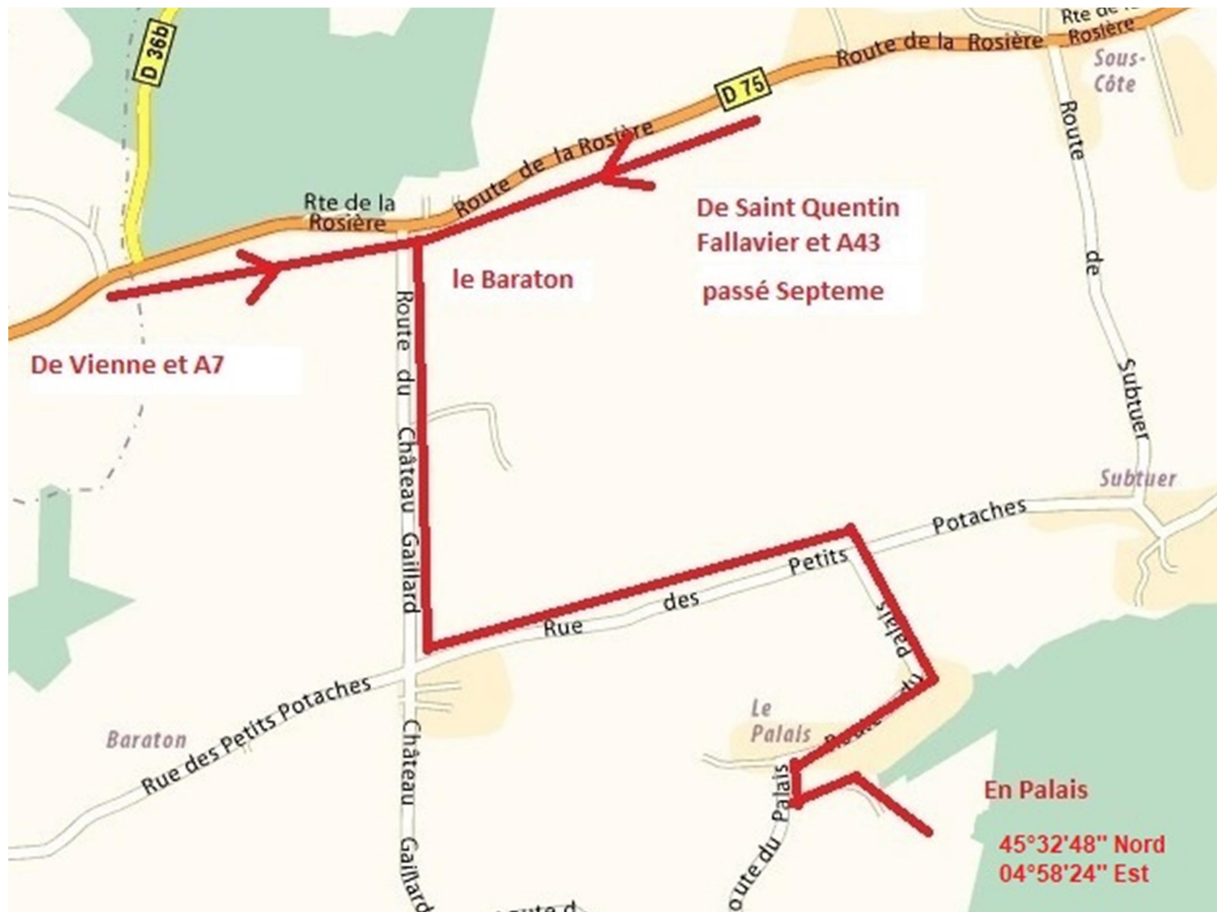 D 36b
Rte de la
Rosière
Sous-
Côte
Route de la Rosière
D 75
Route de la Rosière
Rte de la
Rosière
De Saint Quentin
Fallavier et A43
passé Septeme
le Baraton
De Vienne et A7
Route du Château Gaillard
Route de Subtuer
Subtuer
Rue des Petits Potaches
Palais
Le
Palais
Baraton
Rue des Petits Potaches
Château Gaillard
Palais
oute du
En Palais
45°32'48" Nord
04°58'24" Est